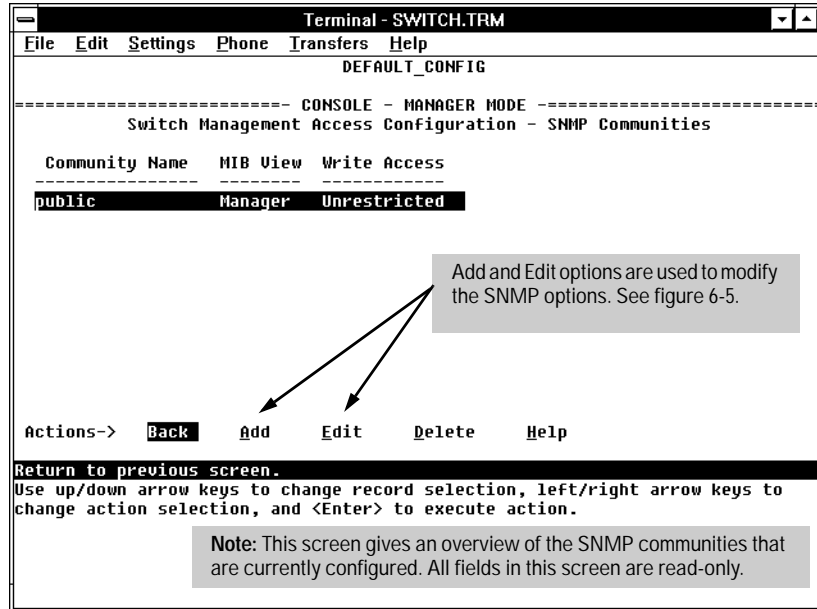 Terminal - SWITCH.TRM
File Edit Settings Phone Transfers Help
DEFAULT_CONFIG
==========================- CONSOLE - MANAGER MODE -==========================
Switch Management Access Configuration - SNMP Communities
Community Name MIB View Write Access
---------------- -------- ------------
public Manager Unrestricted
Add and Edit options are used to modify
the SNMP options. See figure 6-5.
Actions-> Back Add Edit Delete Help
Return to previous screen.
Use up/down arrow keys to change record selection, left/right arrow keys to
change action selection, and <Enter> to execute action.
Note: This screen gives an overview of the SNMP communities that
are currently configured. All fields in this screen are read-only.